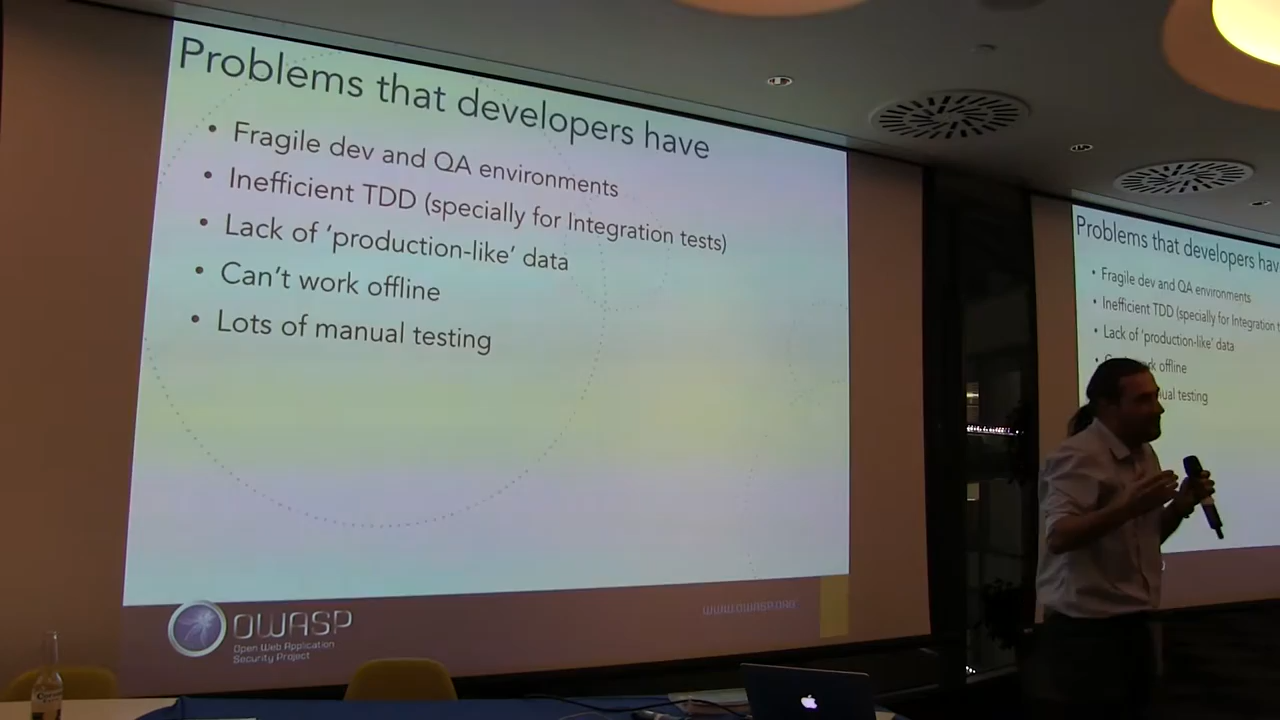 Problems that developers have
• Fragile dev and QA environments
• Inefficient TDD (specially for Integration tests)
• Lack of 'production-like' data
• Can't work offline
• Lots of manual testing
OWASP
Open Web Application
Security Project
www.owasp.org
Problems that developers hav
• Fragile dev and QA environments
• Inefficient TDD (specially for Integration t
• Lack of 'production-like' data
offline
testing